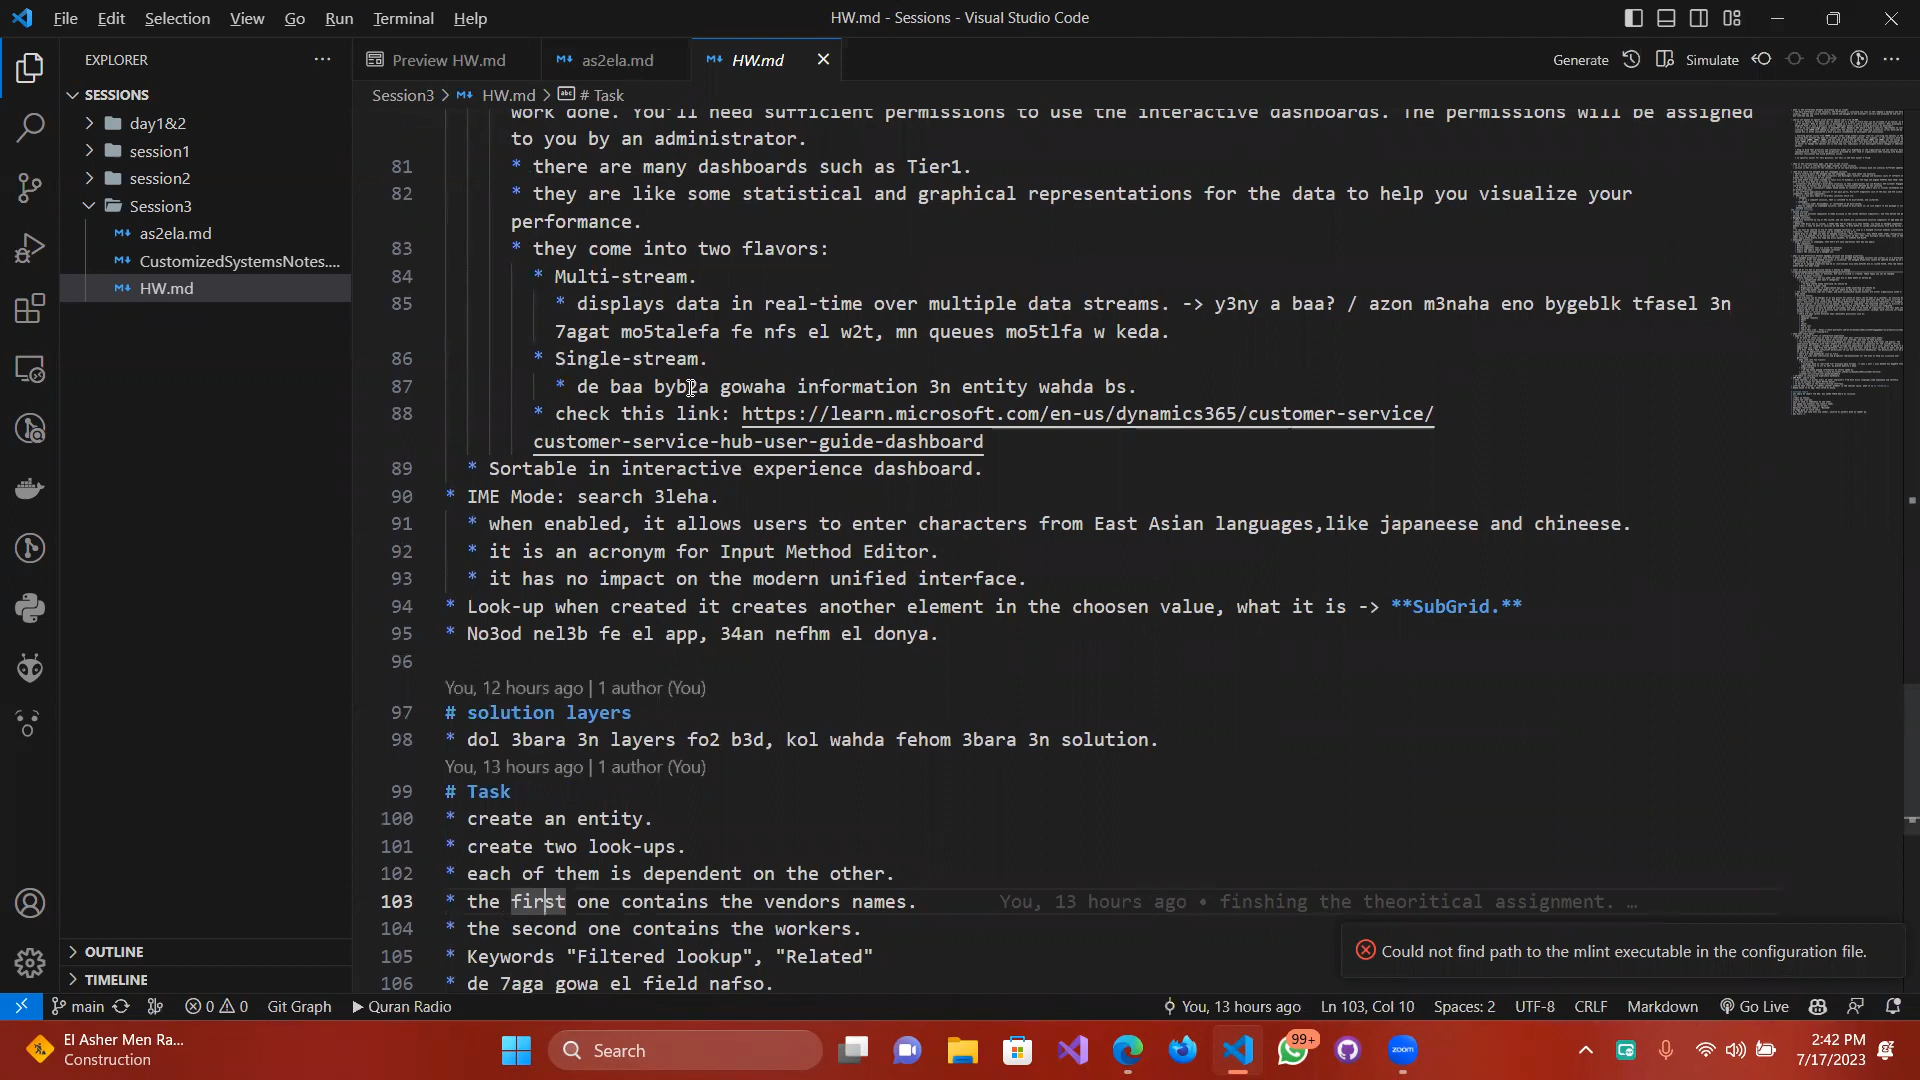 File Edit Selection View Go Run Terminal Help
HW.md - Sessions - Visual Studio Code
EXPLORER
Preview HW.md
as2ela.md
HW.md
Generate
Simulate
SESSIONS
day1&2
session1
session2
Session3
as2ela.md
CustomizedSystemsNotes....
HW.md
OUTLINE
TIMELINE
Session3 > HW.md > # Task
work done. You'll need sufficient permissions to use the interactive dashboards. The permissions will be assigned
to you by an administrator.
81 * there are many dashboards such as Tier1.
82 * they are like some statistical and graphical representations for the data to help you visualize your
performance.
83 * they come into two flavors:
84 * Multi-stream.
85 * displays data in real-time over multiple data streams. -> y3ny a baa? / azon m3naha eno bygeblk tfasel 3n
7agat mo5talefa fe nfs el w2t, mn queues mo5tlfa w keda.
86 * Single-stream.
87 * de baa gowaha information 3n entity wahda bs.
88 * check this link: https://learn.microsoft.com/en-us/dynamics365/customer-service/
customer-service-hub-user-guide-dashboard
89 * Sortable in interactive experience dashboard.
90 * IME Mode: search 3leha.
91 * when enabled, it allows users to enter characters from East Asian languages,like japaneese and chineese.
92 * it is an acronym for Input Method Editor.
93 * it has no impact on the modern unified interface.
94 * Look-up when created it creates another element in the choosen value, what it is -> **SubGrid.**
95 * No3od nel3b fe el app, 34an nefhm el donya.
96
You, 12 hours ago | 1 author (You)
97 # solution layers
98 * dol 3bara 3n layers fo2 b3d, kol wahda fehom 3bara 3n solution.
You, 13 hours ago | 1 author (You)
99 # Task
100 * create an entity.
101 * create two look-ups.
102 * each of them is dependent on the other.
103 * the first one contains the vendors names. You, 13 hours ago • finshing the theoritical assignment. …
104 * the second one contains the workers.
105 * Keywords "Filtered lookup", "Related"
106 * de 7aga gowa el field nafso.
Could not find path to the mlint executable in the configuration file.
main 0 0 Git Graph Quran Radio
You, 13 hours ago Ln 103, Col 10 Spaces: 2 UTF-8 CRLF Markdown Go Live
El Asher Men Ra...
Construction
Search
99+
zoom
2:42 PM
7/17/2023